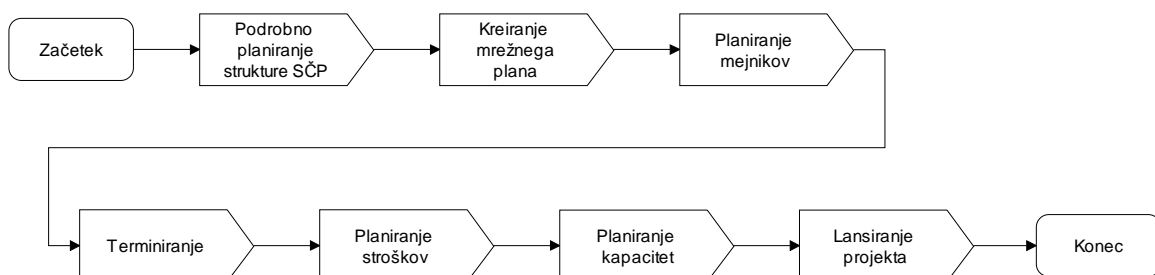 Začetek
Podrobno
planiranje
strukture SČP
Kreiranje
mrežnega
plana
Planiranje
mejnikov
Terminiranje
Planiranje
stroškov
Planiranje
kapacitet
Lansiranje
projekta
Konec